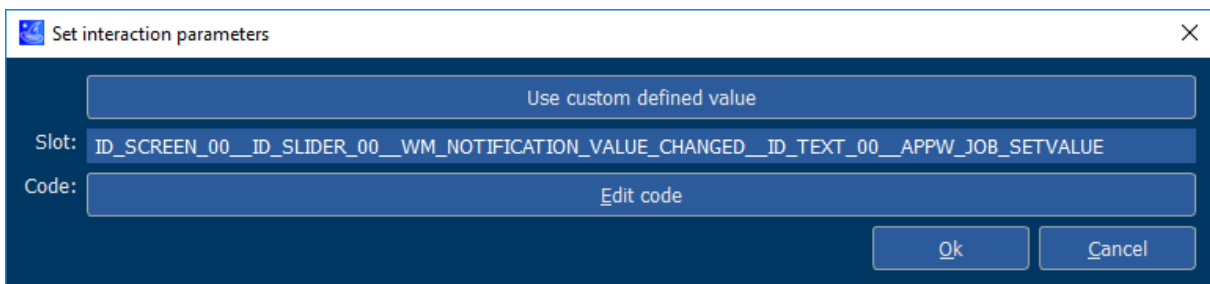 Set interaction parameters
Use custom defined value
Slot: ID_SCREEN_00__ID_SLIDER_00__WM_NOTIFICATION_VALUE_CHANGED__ID_TEXT_00__APPW_JOB_SETVALUE
Code: Edit code
Ok Cancel